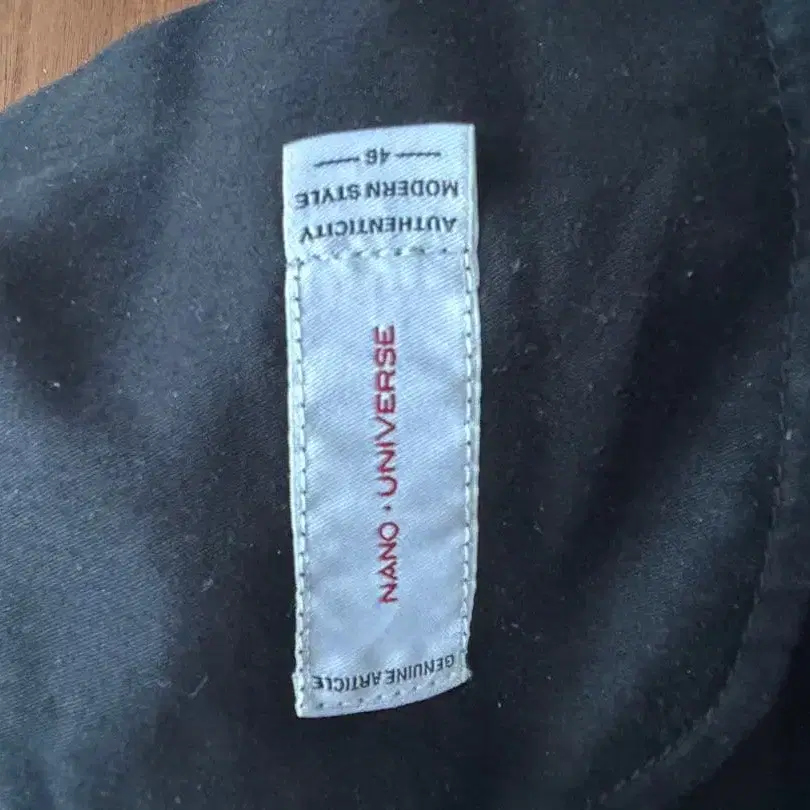 GENUINE ARTICLE
NANO・UNIVERSE
AUTHENTICITY
MODERN STYLE
— 46 —